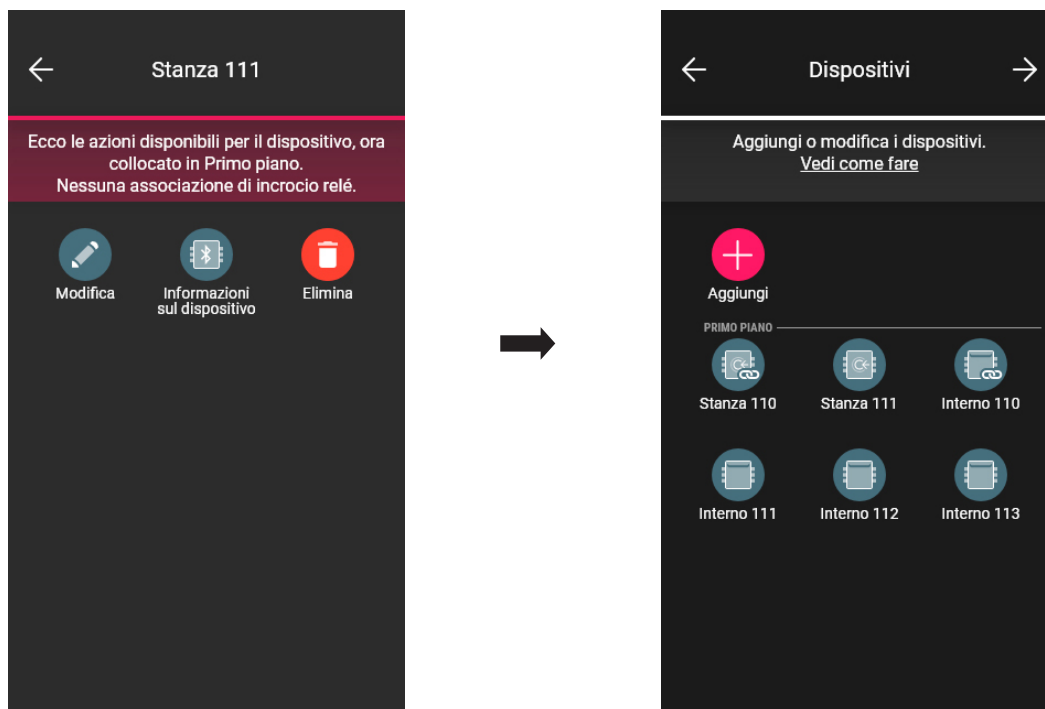 Stanza 111
Ecco le azioni disponibili per il dispositivo, ora
collocato in Primo piano.
Nessuna associazione di incrocio relé.
Modifica
Informazioni
sul dispositivo
Elimina
Dispositivi
Aggiungi o modifica i dispositivi.
Vedi come fare
Aggiungi
PRIMO PIANO
Stanza 110
Stanza 111
Interno 110
Interno 111
Interno 112
Interno 113